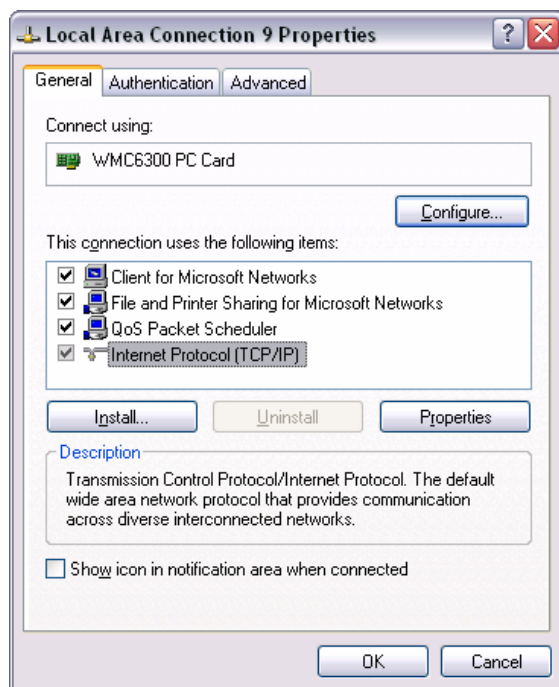 Local Area Connection 9 Properties
General Authentication Advanced
Connect using:
WMC6300 PC Card
Configure...
This connection uses the following items:
Client for Microsoft Networks
File and Printer Sharing for Microsoft Networks
QoS Packet Scheduler
Internet Protocol (TCP/IP)
Install... Uninstall Properties
Description
Transmission Control Protocol/Internet Protocol. The default
wide area network protocol that provides communication
across diverse interconnected networks.
Show icon in notification area when connected
OK Cancel